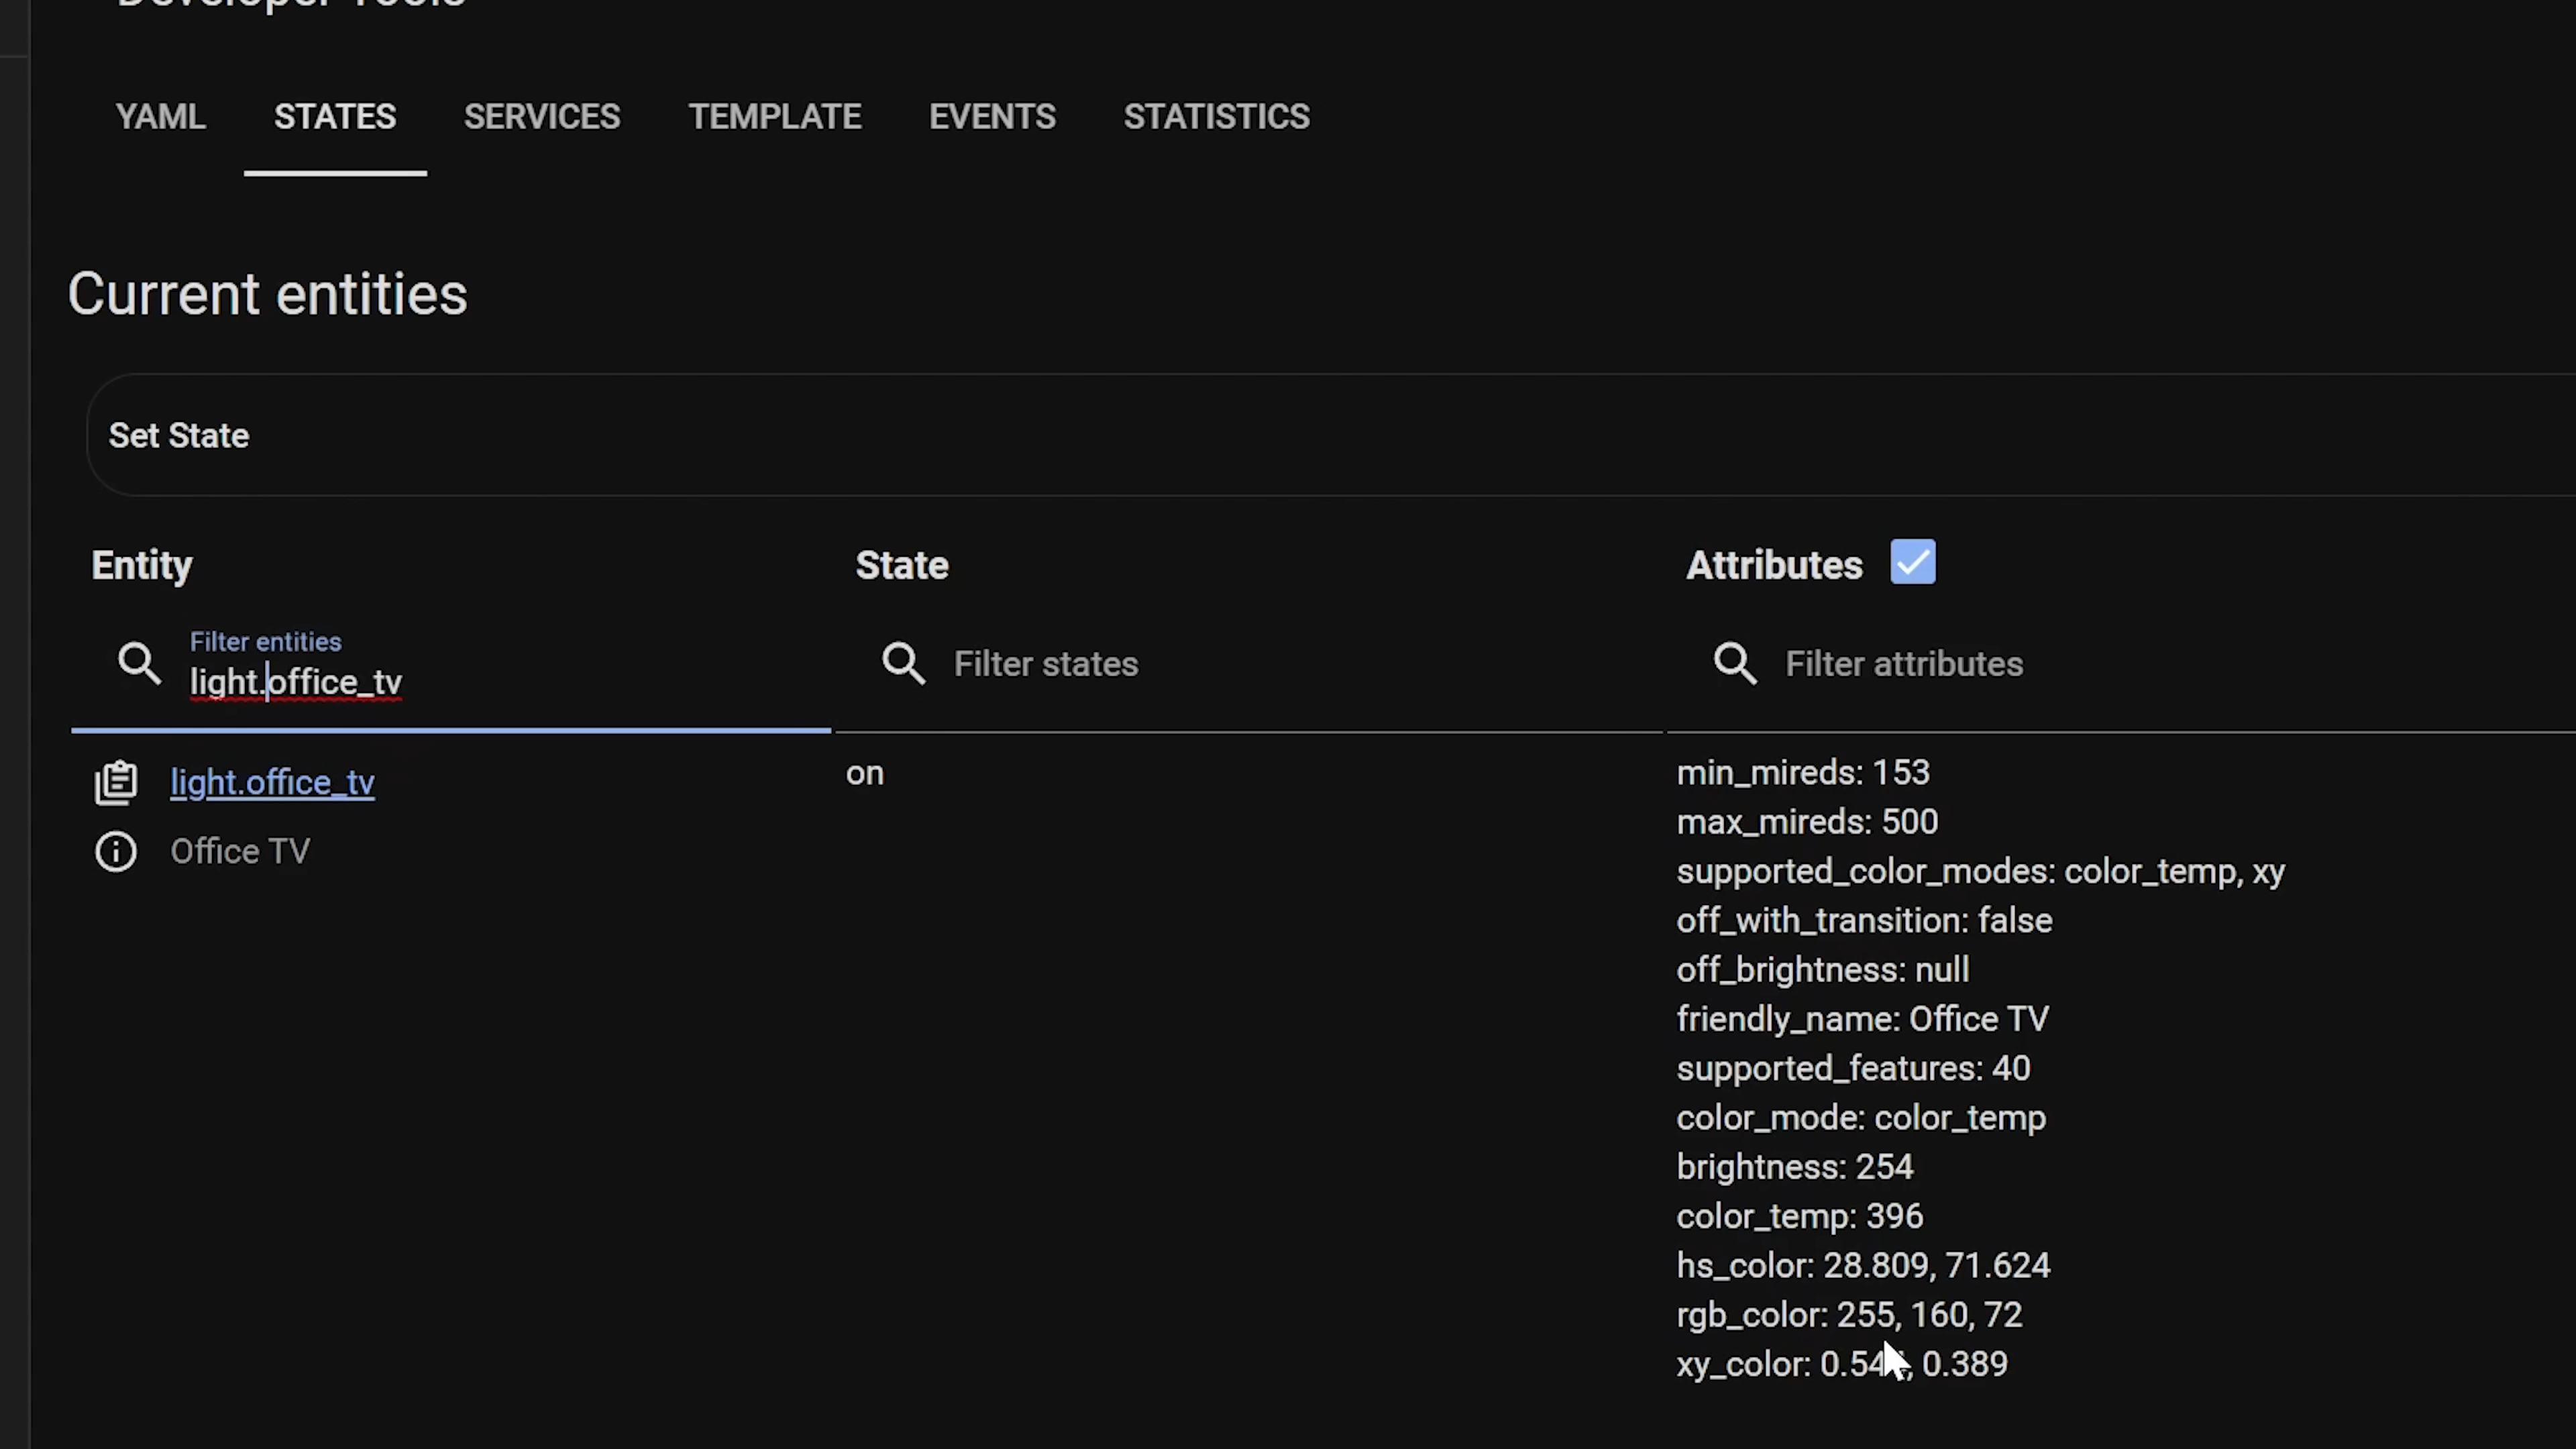 Developer Tools
YAML STATES SERVICES TEMPLATE EVENTS STATISTICS
Current entities
Set State
Entity State Attributes
Filter entities
light.office_tv Filter states Filter attributes
light.office_tv on min_mireds: 153
max_mireds: 500
Office TV
supported_color_modes: color_temp, xy
off_with_transition: false
off_brightness: null
friendly_name: Office TV
supported_features: 40
color_mode: color_temp
brightness: 254
color_temp: 396
hs_color: 28.809, 71.624
rgb_color: 255, 160, 72
xy_color: 0.389